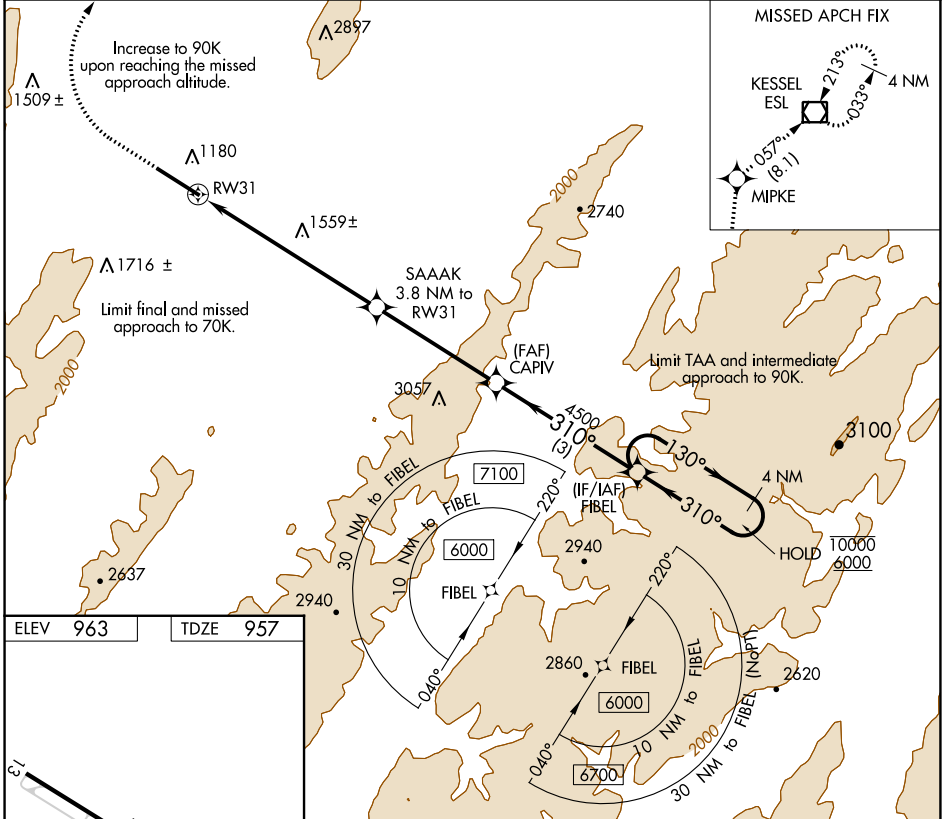 2897
Increase to 90K
upon reaching the missed
approach altitude.
1509 ±
MISSED APCH FIX
KESSEL
ESL
213°
033°
4 NM
057°
(8.1)
MIPKE
1180
RW31
1559 ±
2000
2740
1716 ±
SAAAK
3.8 NM to
RW31
Limit final and missed
approach to 70K.
(FAF)
CAPIV
Limit TAA and intermediate
approach to 90K.
2000
3057
4500
310°
(3)
130°
3100
4 NM
(IF/IAF)
FIBEL
310°
HOLD
10000
6000
30 NM to FIBEL
7100
220°
10 NM to FIBEL
6000
FIBEL
040°
2940
2637
2940
220°
2860
FIBEL
6000
10 NM to FIBEL
30 NM to FIBEL (NoPT)
040°
6700
2000
2620
ELEV 963
TDZE 957
13